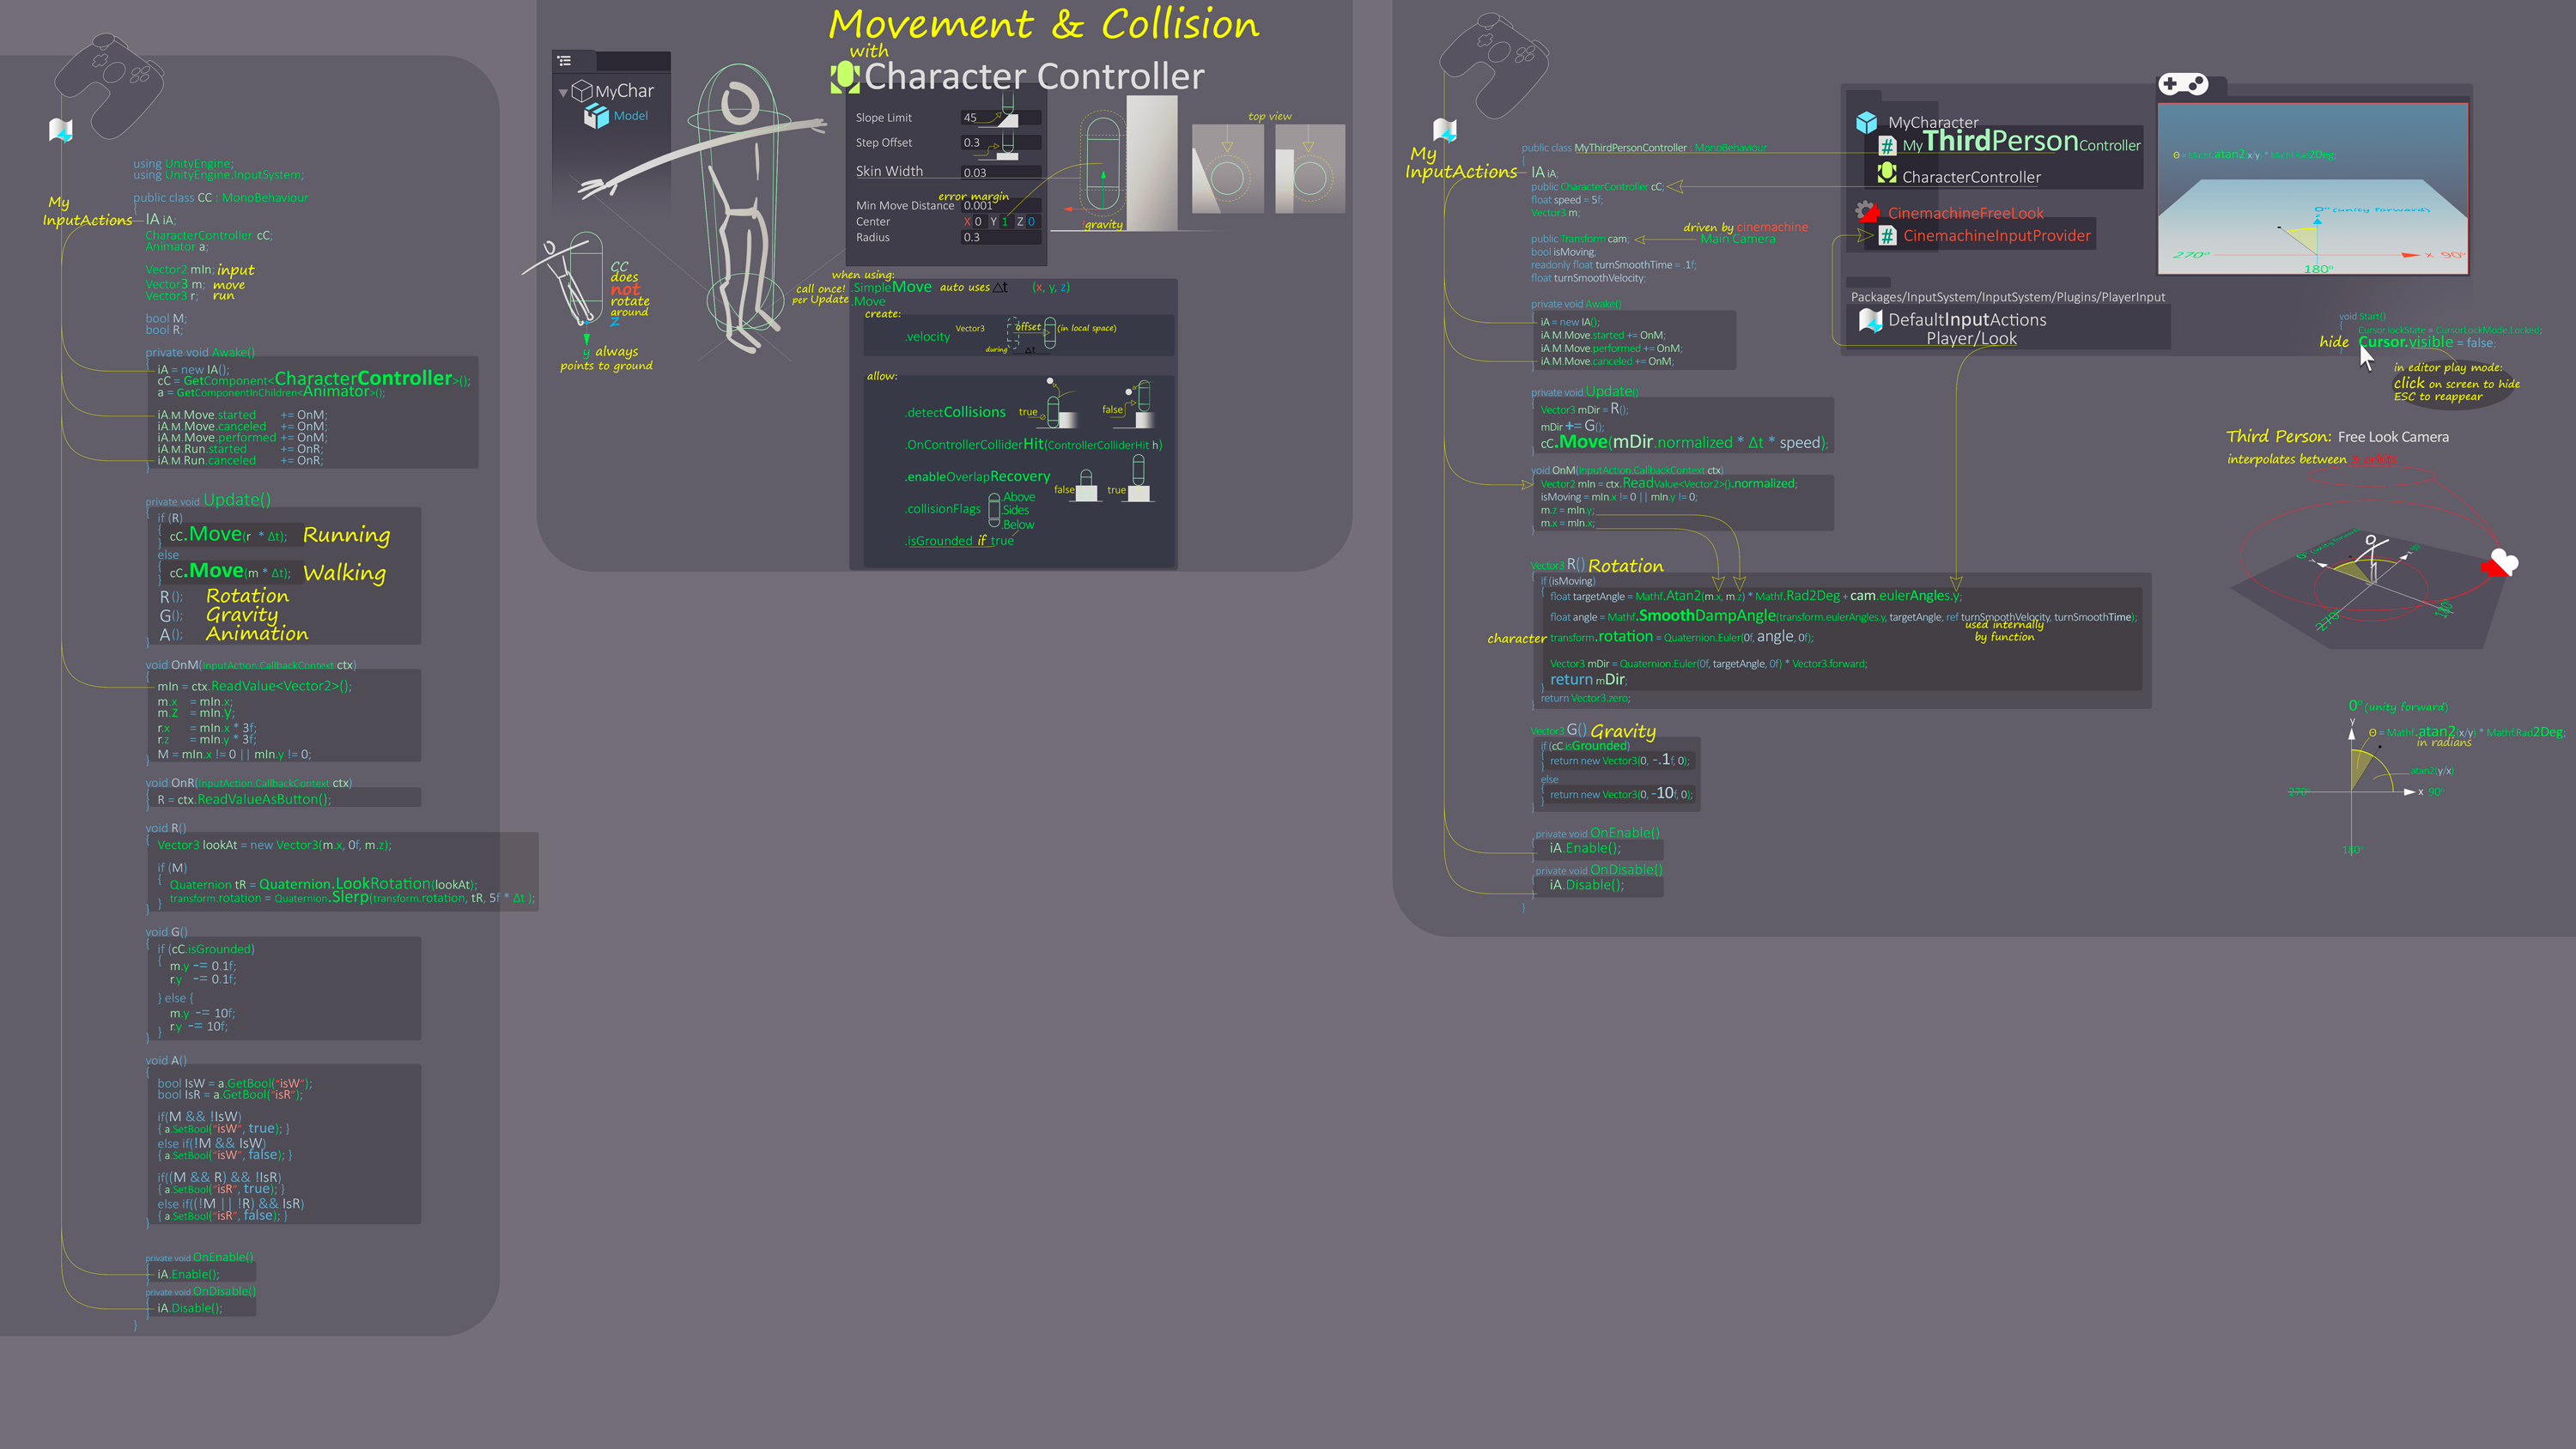 Movement & Collision
with
Character Controller
My
InputActions
using UnityEngine;
using UnityEngine.InputSystem;
public class CC : MonoBehaviour
{
IA iA;
CharacterController cC;
Animator a;
Vector2 mIn; input
Vector3 m; move
Vector3 r; run
bool M;
bool R;
private void Awake()
{
iA = new IA();
cC = GetComponent<CharacterController>();
a = GetComponentInChildren<Animator>();
iA.M.Move.started += OnM;
iA.M.Move.canceled += OnM;
iA.M.Move.performed += OnM;
iA.M.Run.started += OnR;
iA.M.Run.canceled += OnR;
}
private void Update()
{
if (R)
{
cC.Move(r * Δt); Running
}
else
{
cC.Move(m * Δt); Walking
}
R(); Rotation
G(); Gravity
A(); Animation
}
void OnM(InputAction.CallbackContext ctx)
{
mIn = ctx.ReadValue<Vector2>();
m.x = mIn.x;
m.z = mIn.y;
r.x = mIn.x * 3f;
r.z = mIn.y * 3f;
M = mIn.x != 0 || mIn.y != 0;
}
void OnR(InputAction.CallbackContext ctx)
{
R = ctx.ReadValueAsButton();
}
void R()
{
Vector3 lookAt = new Vector3(m.x, 0f, m.z);
if (M)
{
Quaternion tR = Quaternion.LookRotation(lookAt);
transform.rotation = Quaternion.Slerp(transform.rotation, tR, 5f * Δt );
}
}
void G()
{
if (cC.isGrounded)
{
m.y -= 0.1f;
r.y -= 0.1f;
} else {
m.y -= 10f;
r.y -= 10f;
}
}
void A()
{
bool IsW = a.GetBool("isW");
bool IsR = a.GetBool("isR");
if(M && !IsW)
{ a.SetBool("isW", true); }
else if(!M && IsW)
{ a.SetBool("isW", false); }
if((M && R) && !IsR)
{ a.SetBool("isR", true); }
else if((!M || !R) && IsR)
{ a.SetBool("isR", false); }
}
private void OnEnable()
{
iA.Enable();
}
private void OnDisable()
{
iA.Disable();
}
}
MyChar
Model
CC
does
not
rotate
around
z
y always
points to ground
Slope Limit 45
Step Offset 0.3
Skin Width 0.03
error margin
Min Move Distance 0.001
Center X 0 Y 1 Z 0
Radius 0.3
gravity
top view
when using:
call once!
per Update
.SimpleMove auto uses Δt (x, y, z)
.Move
create:
.velocity Vector3 offset (in local space)
during Δt
allow:
.detectCollisions true false
.OnControllerColliderHit(ControllerColliderHit h)
.enableOverlapRecovery false true
.collisionFlags
.Above
.Sides
.Below
.isGrounded if true
My
InputActions
public class MyThirdPersonController : MonoBehaviour
{
IA iA;
public CharacterController cC;
float speed = 5f;
Vector3 m;
driven by cinemachine
public Transform cam; Main Camera
bool isMoving;
readonly float turnSmoothTime = .1f;
float turnSmoothVelocity;
private void Awake()
{
iA = new IA();
iA.M.Move.started += OnM;
iA.M.Move.performed += OnM;
iA.M.Move.canceled += OnM;
}
private void Update()
{
Vector3 mDir = R();
mDir += G();
cC.Move(mDir.normalized * Δt * speed);
}
void OnM(InputAction.CallbackContext ctx)
{
Vector2 mIn = ctx.ReadValue<Vector2>().normalized;
isMoving = mIn.x != 0 || mIn.y != 0;
m.z = mIn.y;
m.x = mIn.x;
}
Vector3 R() Rotation
{
if (isMoving)
{
float targetAngle = Mathf.Atan2(m.x, m.z) * Mathf.Rad2Deg + cam.eulerAngles.y;
float angle = Mathf.SmoothDampAngle(transform.eulerAngles.y, targetAngle, ref turnSmoothVelocity, turnSmoothTime);
used internally
by function
character transform.rotation = Quaternion.Euler(0f, angle, 0f);
Vector3 mDir = Quaternion.Euler(0f, targetAngle, 0f) * Vector3.forward;
return mDir;
}
return Vector3.zero;
}
Vector3 G() Gravity
{
if (cC.isGrounded)
{
return new Vector3(0, -.1f, 0);
}
else
{
return new Vector3(0, -10f, 0);
}
}
private void OnEnable()
{
iA.Enable();
}
private void OnDisable()
{
iA.Disable();
}
}
MyCharacter
MyThirdPersonController
CharacterController
CinemachineFreeLook
CinemachineInputProvider
Packages/InputSystem/InputSystem/Plugins/PlayerInput
DefaultInputActions
Player/Look
Θ = Mathf.atan2(x/y) * Mathf.Rad2Deg;
0° (unity forward)
270° x 90°
180°
void Start()
{
Cursor.lockState = CursorLockMode.Locked;
hide Cursor.visible = false;
in editor play mode:
click on screen to hide
ESC to reappear
Third Person: Free Look Camera
interpolates between 3 orbits
0° (unity forward)
270°
180°
0° (unity forward)
y
Θ = Mathf.atan2(x/y) * Mathf.Rad2Deg;
in radians
atan2(y/x)
270° x 90°
180°